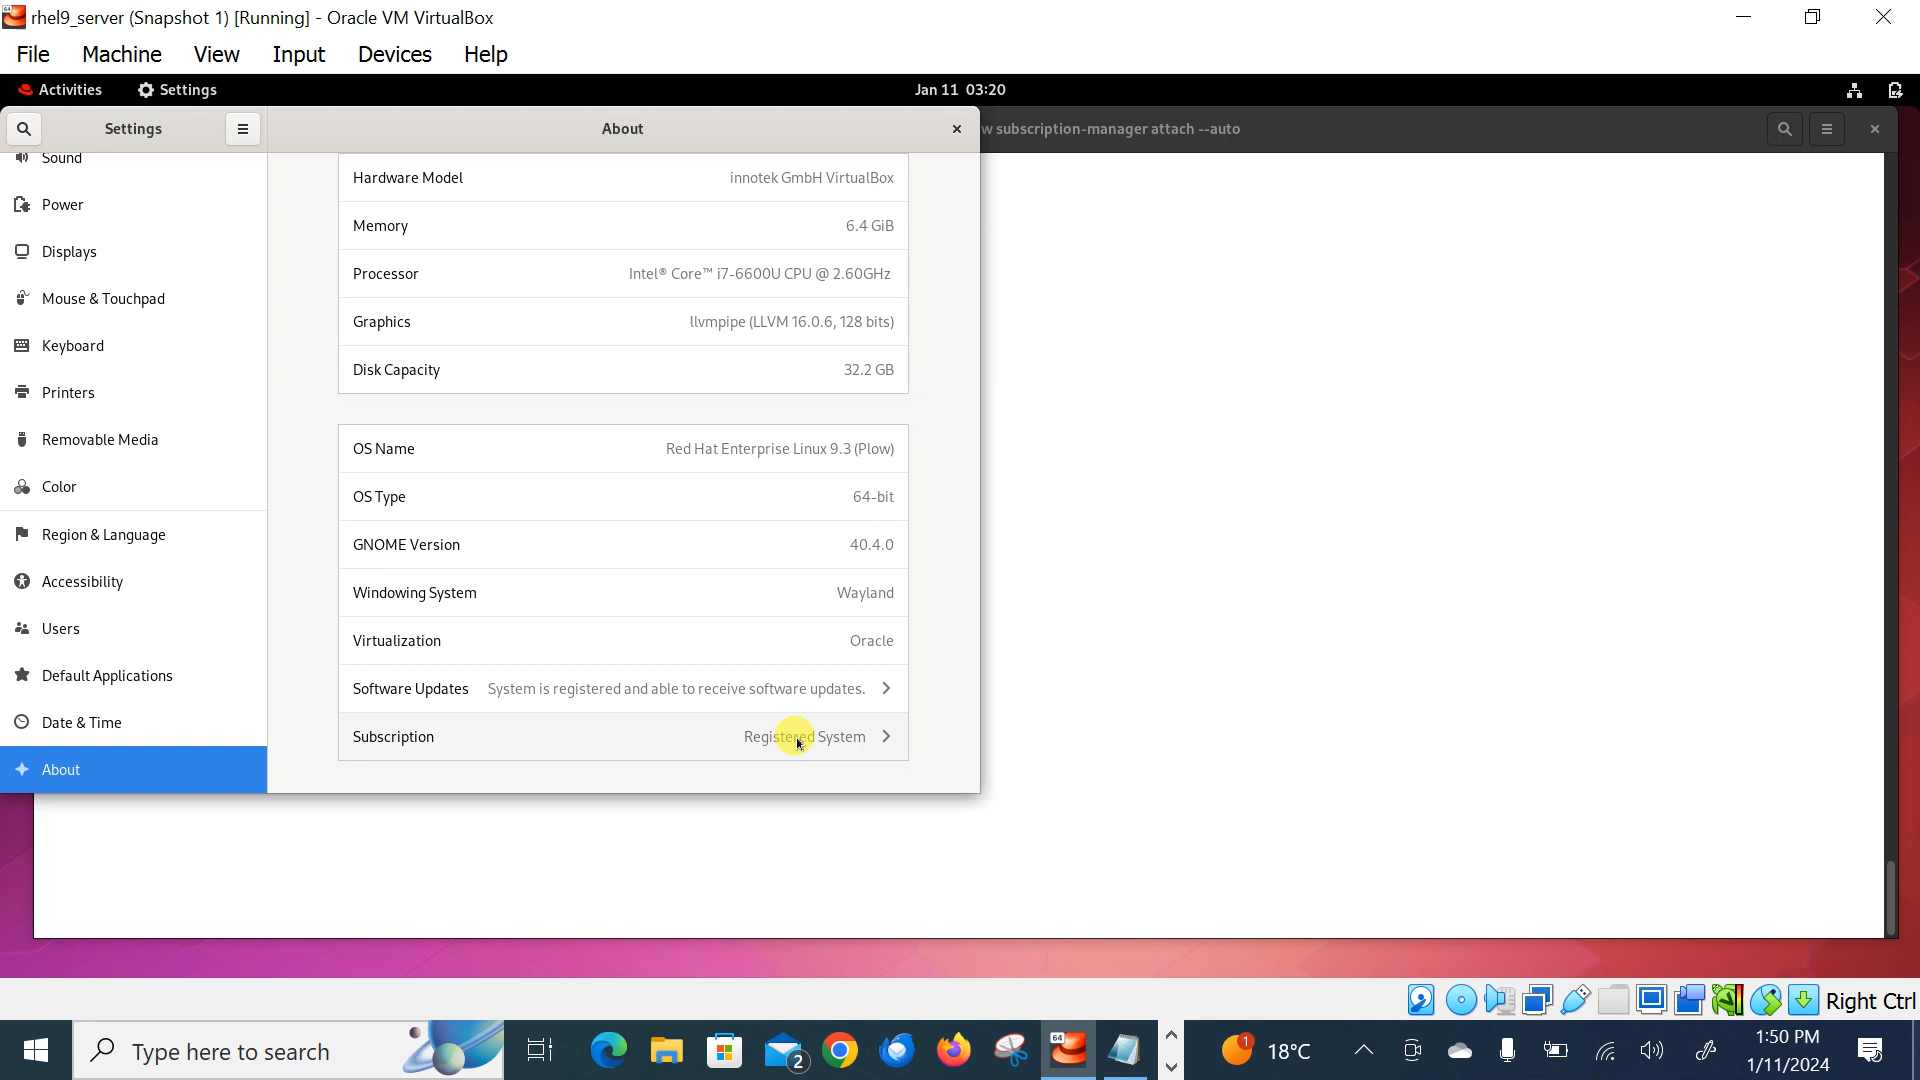 rhel9_server (Snapshot 1) [Running] - Oracle VM VirtualBox
File Machine View Input Devices Help
Activities Settings Jan 11 03:20
Settings About w subscription-manager attach --auto
Sound
Power
Displays
Mouse & Touchpad
Keyboard
Printers
Removable Media
Color
Region & Language
Accessibility
Users
Default Applications
Date & Time
About
Hardware Model innotek GmbH VirtualBox
Memory 6.4 GiB
Processor Intel® Core™ i7-6600U CPU @ 2.60GHz
Graphics llvmpipe (LLVM 16.0.6, 128 bits)
Disk Capacity 32.2 GB
OS Name Red Hat Enterprise Linux 9.3 (Plow)
OS Type 64-bit
GNOME Version 40.4.0
Windowing System Wayland
Virtualization Oracle
Software Updates System is registered and able to receive software updates.
Subscription Registered System
Right Ctrl
Type here to search
2
64
1
18°C
1:50 PM
1/11/2024